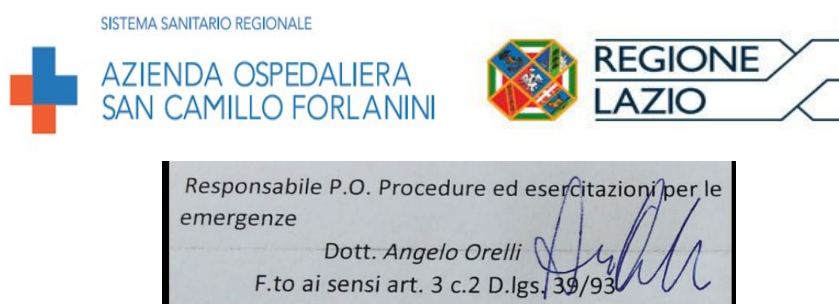 SISTEMA SANITARIO REGIONALE
AZIENDA OSPEDALIERA
SAN CAMILLO FORLANINI
REGIONE
LAZIO
Responsabile P.O. Procedure ed esercitazioni per le
emergenze
Dott. Angelo Orelli
F.to ai sensi art. 3 c.2 D.lgs. 39/93